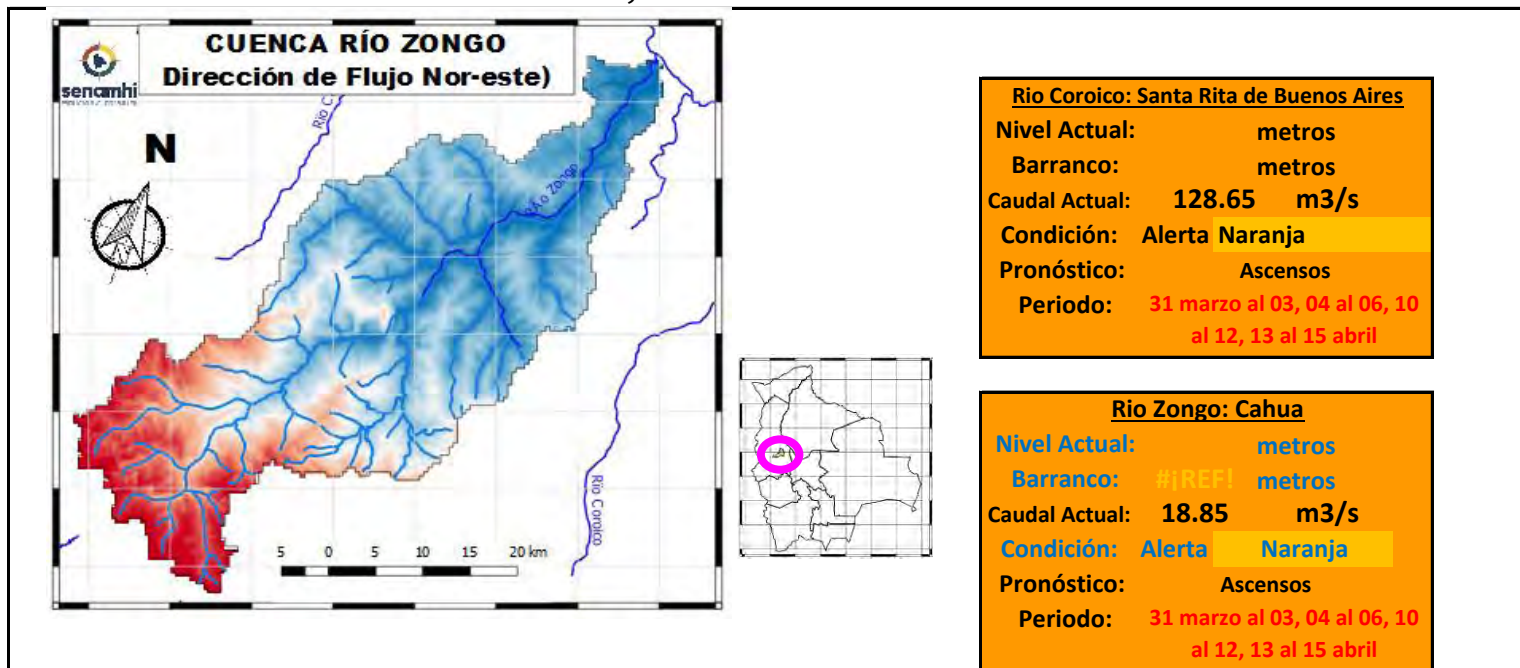 CUENCA RÍO ZONGO
Dirección de Flujo Nor-este)
sencmhi
N
Río C
Río Zongo
Río Coroico
5 0 5 10 15 20 km
Rio Coroico: Santa Rita de Buenos Aires
Nivel Actual: metros
Barranco: metros
Caudal Actual: 128.65 m3/s
Condición: Alerta Naranja
Pronóstico: Ascensos
Periodo: 31 marzo al 03, 04 al 06, 10
al 12, 13 al 15 abril
Rio Zongo: Cahua
Nivel Actual: metros
Barranco: #¡REF! metros
Caudal Actual: 18.85 m3/s
Condición: Alerta Naranja
Pronóstico: Ascensos
Periodo: 31 marzo al 03, 04 al 06, 10
al 12, 13 al 15 abril